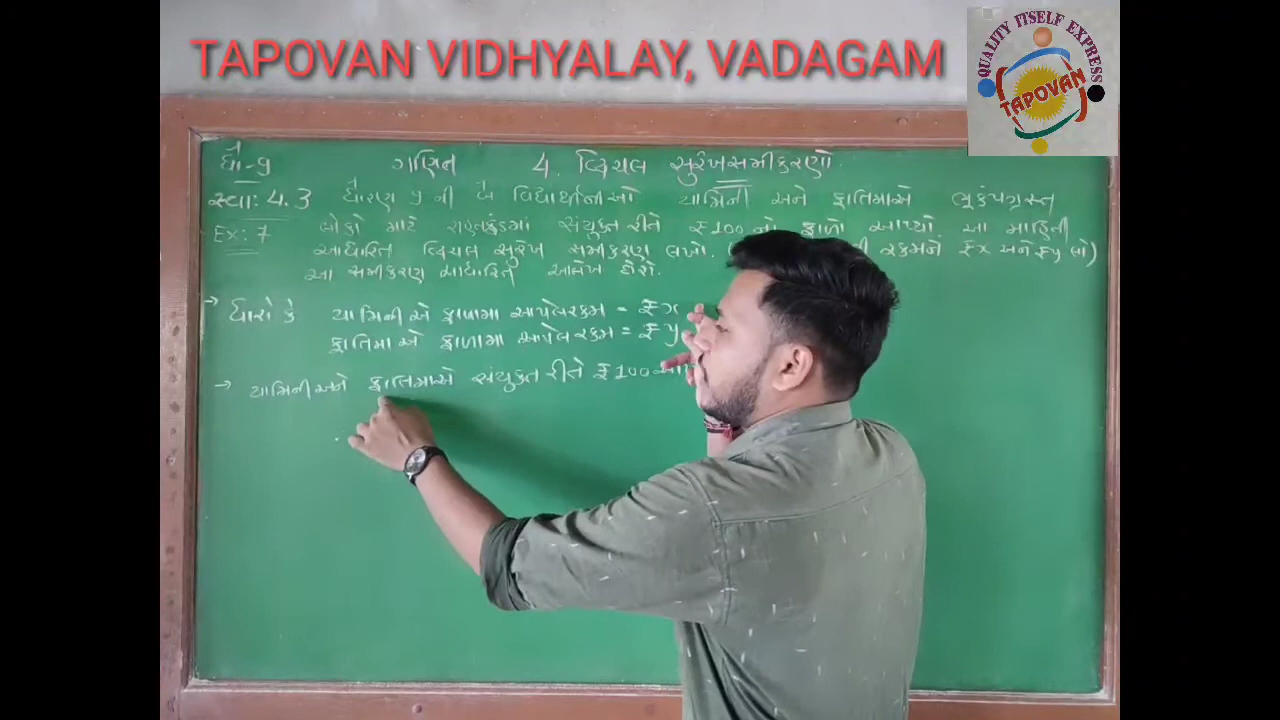 TAPOVAN VIDHYALAY, VADAGAM
QUALITY ITSELF EXPRESS
TAPOVAN
ધો-9 ગણિત 4. દ્વિચલ સુરેખ સમીકરણો
સ્વા: 4.3 ધોરણ 9 ની બે વિદ્યાર્થીનીઓ યામિની અને ફાતિમાએ ભૂકંપગ્રસ્ત
Ex: 7 લોકો માટે રાહતફંડમાં સંયુક્ત રીતે ₹100 નો ફાળો આપ્યો. આ માહિતી
આધારિત દ્વિચલ સુરેખ સમીકરણ લખો. રકમને ₹x અને ₹y લો)
આ સમીકરણ આધારિત આલેખ દોરો.
→ ધારો કે યામિનીએ ફાળામાં આપેલ રકમ = ₹x
ફાતિમાએ ફાળામાં આપેલ રકમ = ₹y
→ યામિની અને ફાતિમાએ સંયુક્ત રીતે ₹100